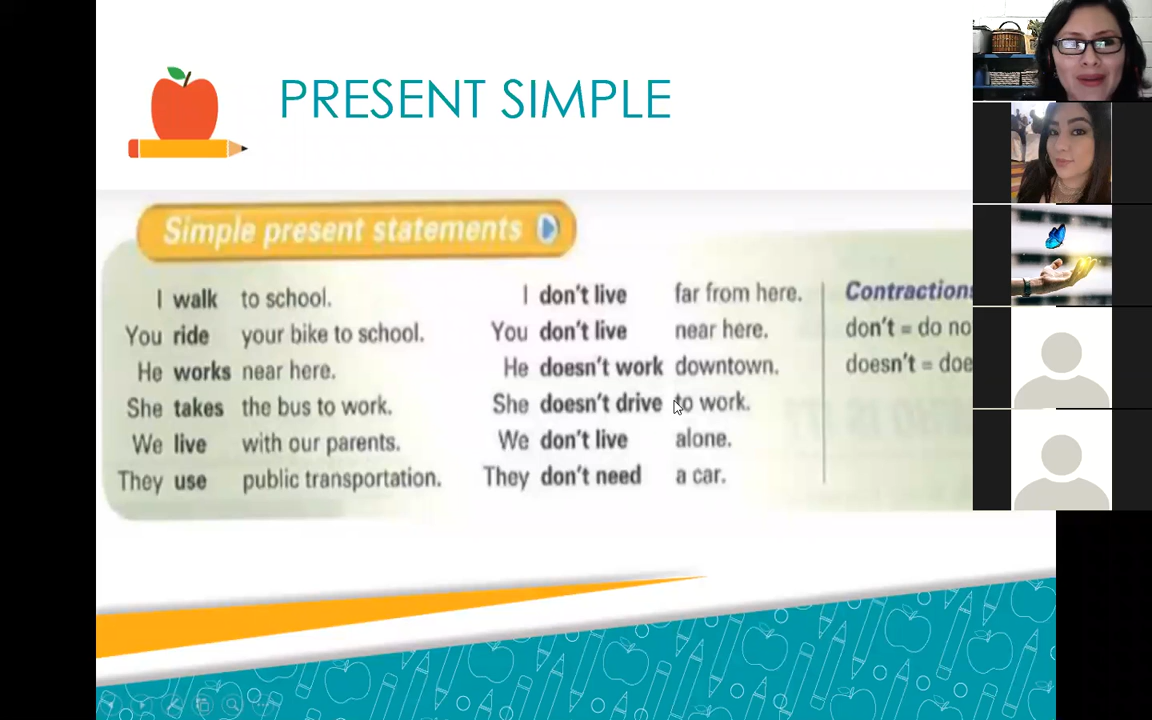 PRESENT SIMPLE
Simple present statements
I walk to school.
You ride your bike to school.
He works near here.
She takes the bus to work.
We live with our parents.
They use public transportation.
I don't live far from here.
You don't live near here.
He doesn't work downtown.
She doesn't drive to work.
We don't live alone.
They don't need a car.
Contractions
don't = do no
doesn't = doe